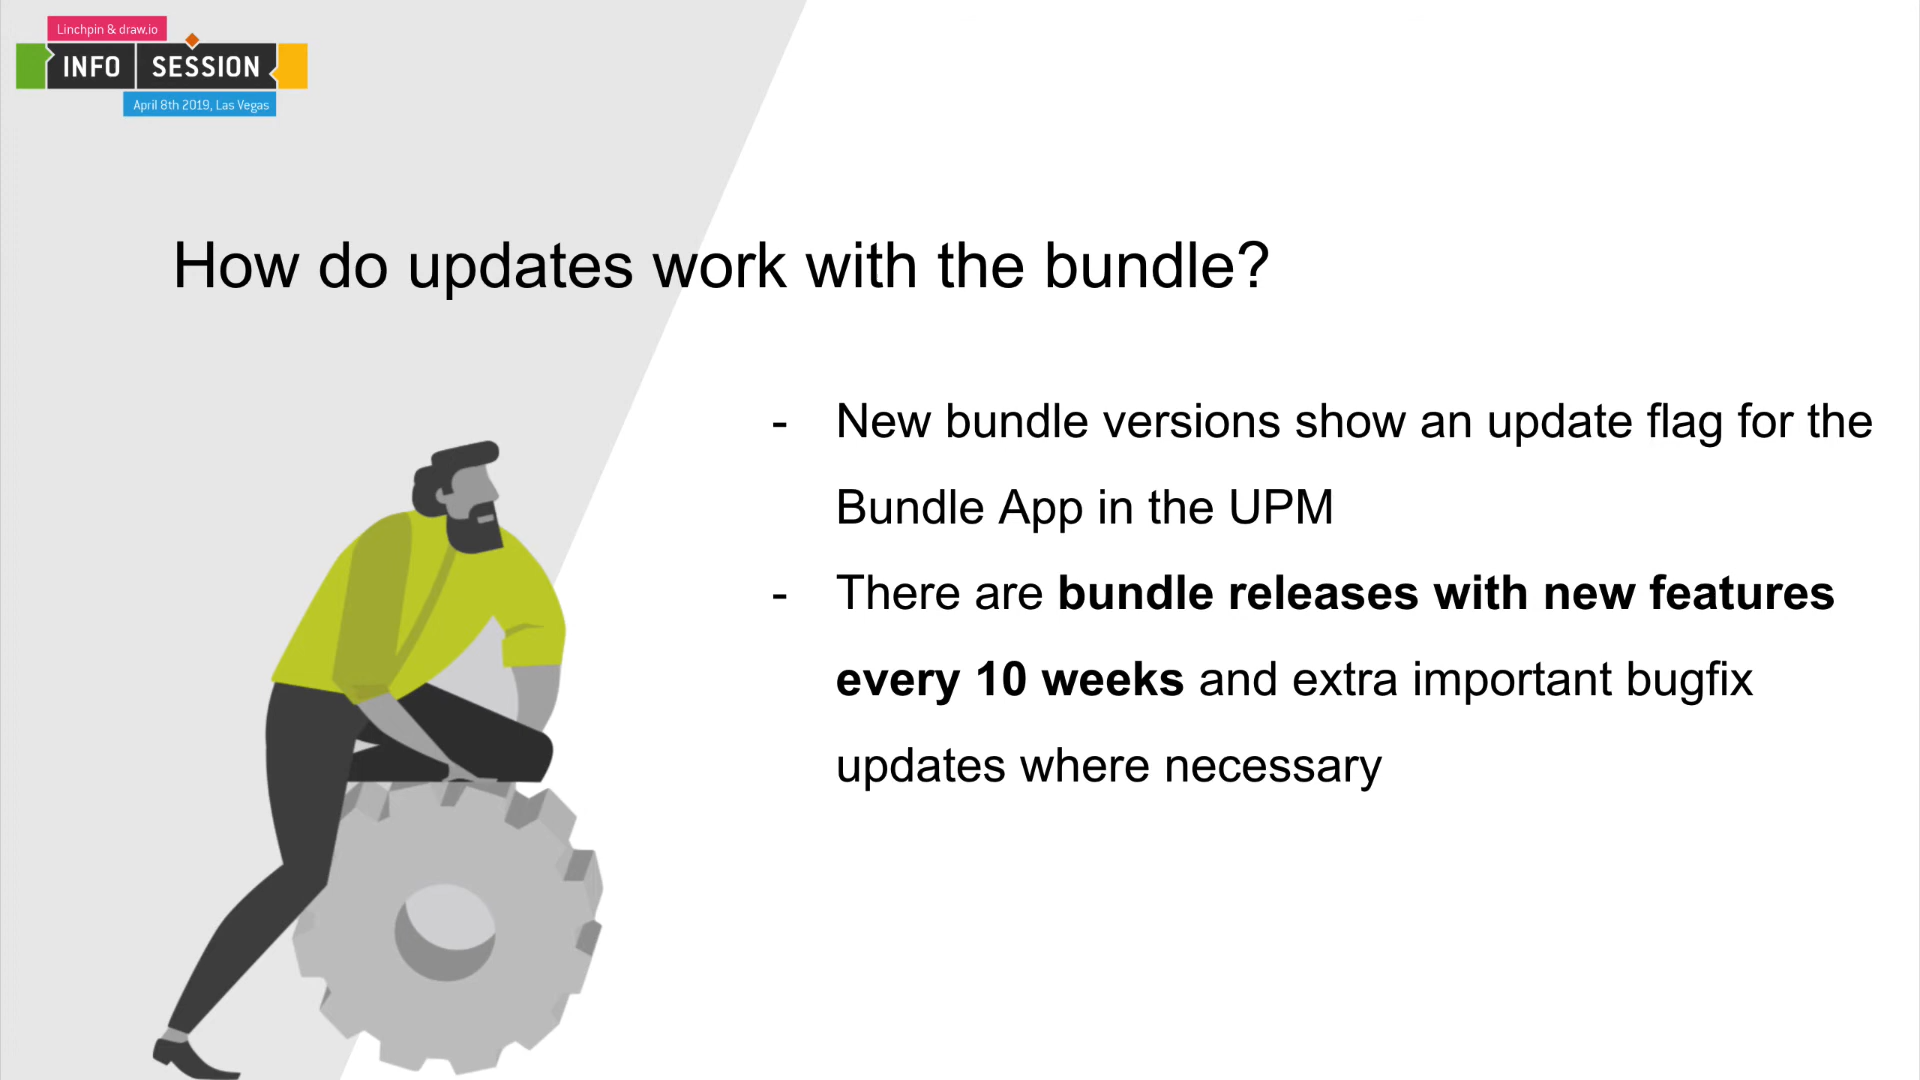 Linchpin & draw.io
INFO SESSION
April 8th 2019, Las Vegas
How do updates work with the bundle?
- New bundle versions show an update flag for the
Bundle App in the UPM
- There are bundle releases with new features
every 10 weeks and extra important bugfix
updates where necessary